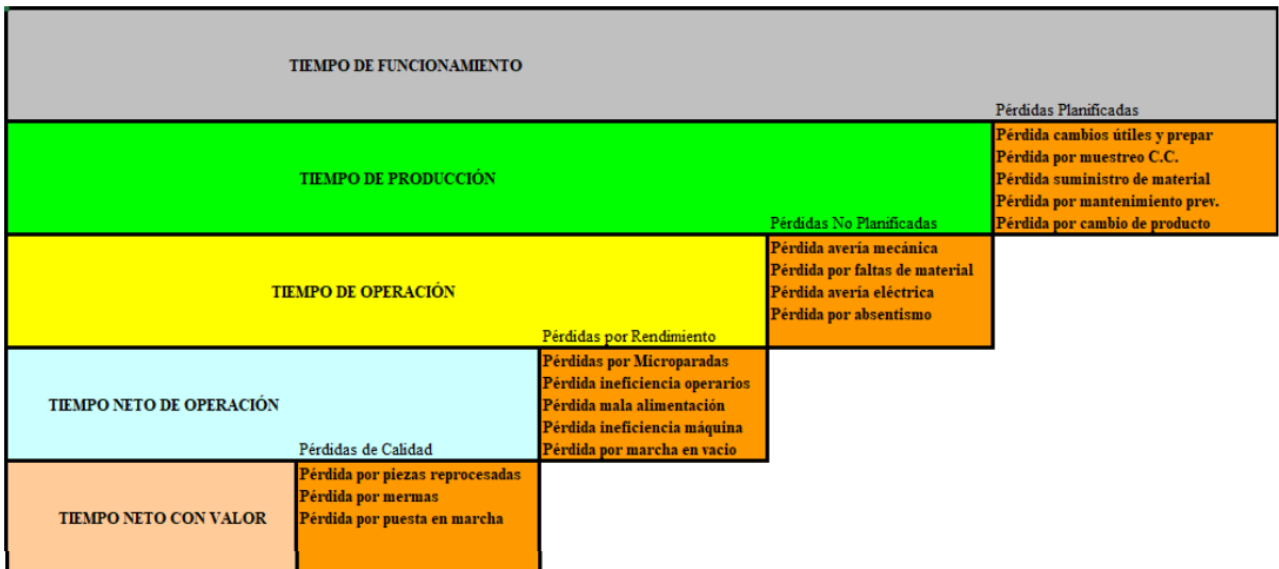 TIEMPO DE FUNCIONAMIENTO
Pérdidas Planificadas
TIEMPO DE PRODUCCIÓN
Pérdidas No Planificadas
Pérdida cambios útiles y prepar
Pérdida por muestreo C.C.
Pérdida suministro de material
Pérdida por mantenimiento prev.
Pérdida por cambio de producto
TIEMPO DE OPERACIÓN
Pérdidas por Rendimiento
Pérdida avería mecánica
Pérdida por faltas de material
Pérdida avería eléctrica
Pérdida por absentismo
TIEMPO NETO DE OPERACIÓN
Pérdidas de Calidad
Pérdidas por Microparadas
Pérdida ineficiencia operarios
Pérdida mala alimentación
Pérdida ineficiencia máquina
Pérdida por marcha en vacio
TIEMPO NETO CON VALOR
Pérdida por piezas reprocesadas
Pérdida por mermas
Pérdida por puesta en marcha